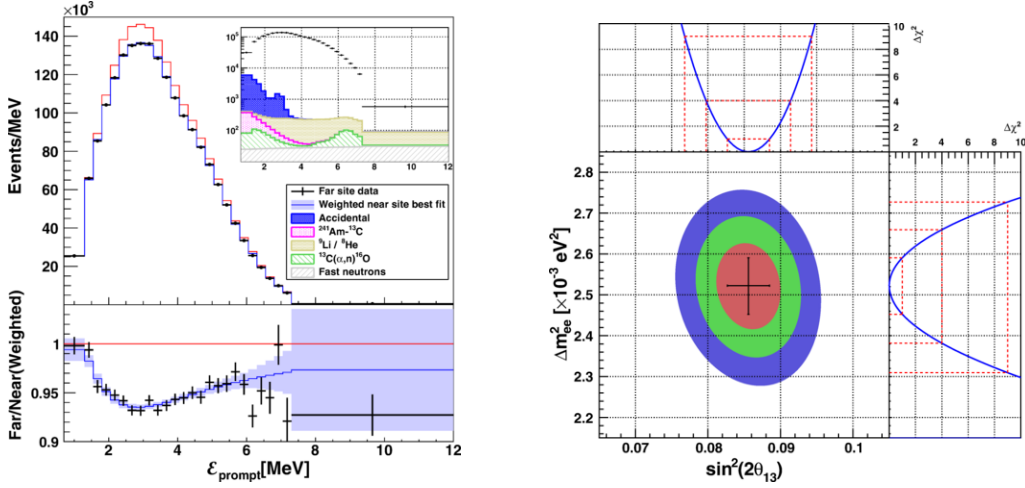 ×10³
140
120
100
80
60
40
20
Events/MeV
10⁵
10⁴
10³
10²
2 4 6 8 10 12
Far site data
Weighted near site best fit
Accidental
²⁴¹Am-¹³C
⁹Li / ⁸He
¹³C(α,n)¹⁶O
Fast neutrons
Far/Near(Weighted)
1
0.95
0.9
2 4 6 8 10 12
ℰprompt[MeV]
10
8
6
4
2
Δχ²
Δχ²
2 4 6 8 10
2.8
2.7
2.6
2.5
2.4
2.3
2.2
Δm²ee [×10⁻³ eV²]
0.07 0.08 0.09 0.1
sin²(2θ₁₃)